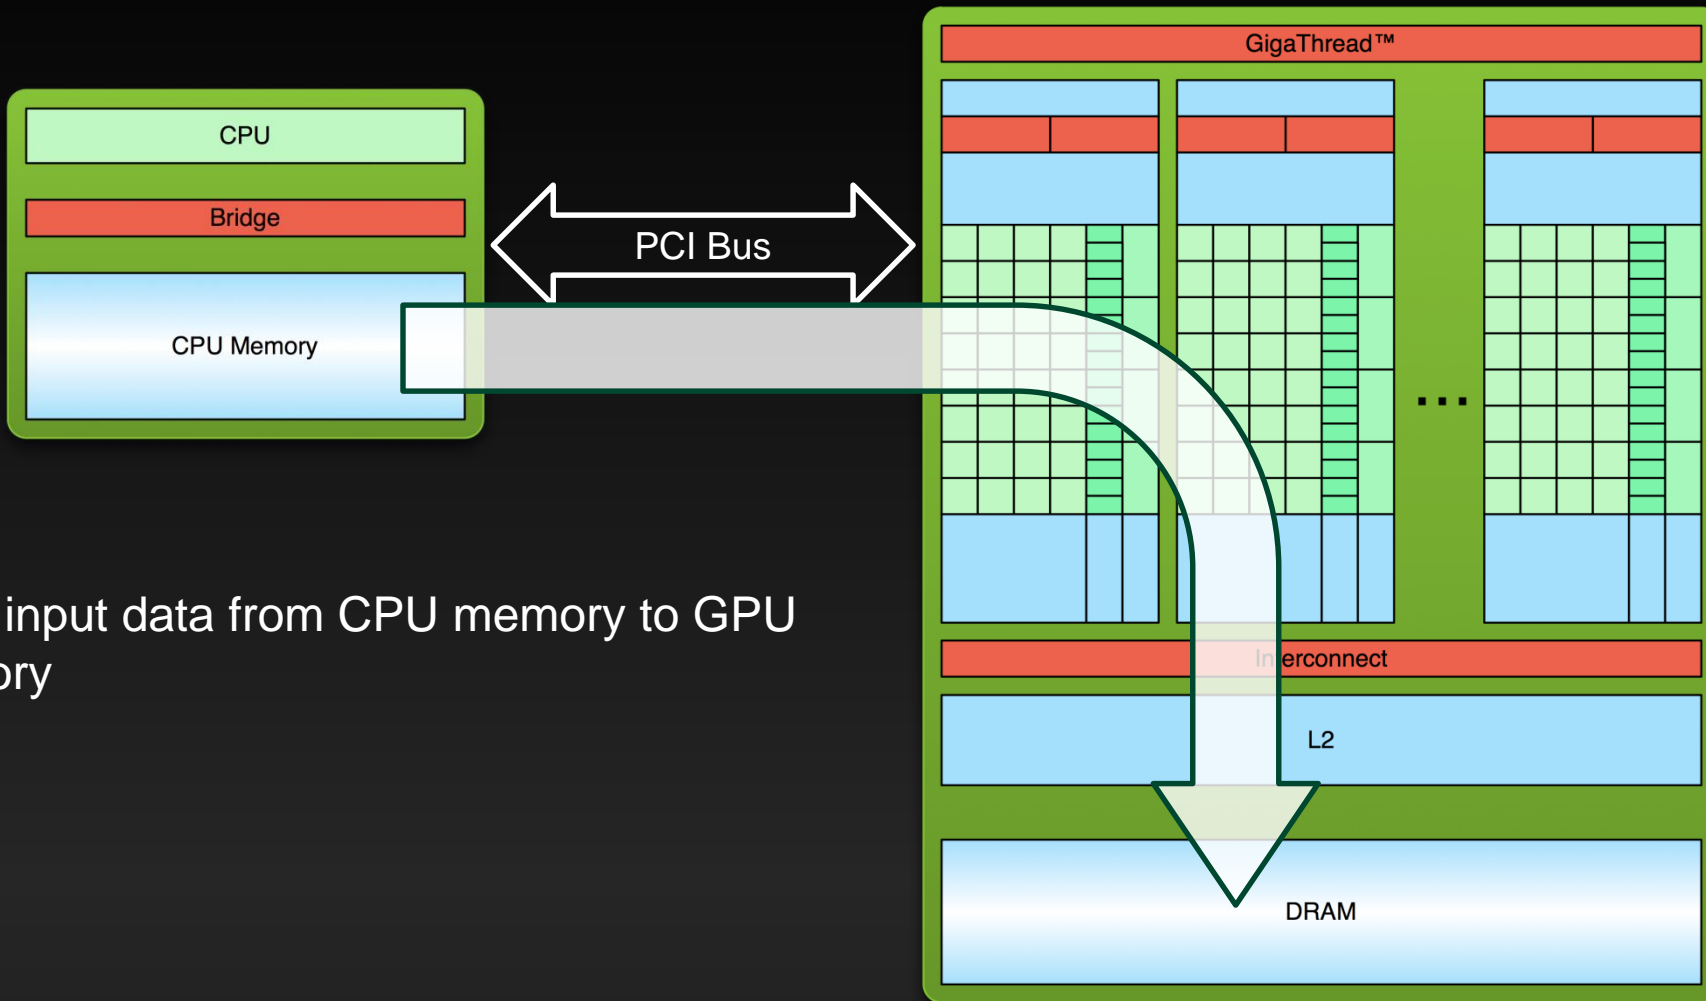 GigaThread™
CPU
Bridge
PCI Bus
CPU Memory
...
input data from CPU memory to GPU
ory
Interconnect
L2
DRAM